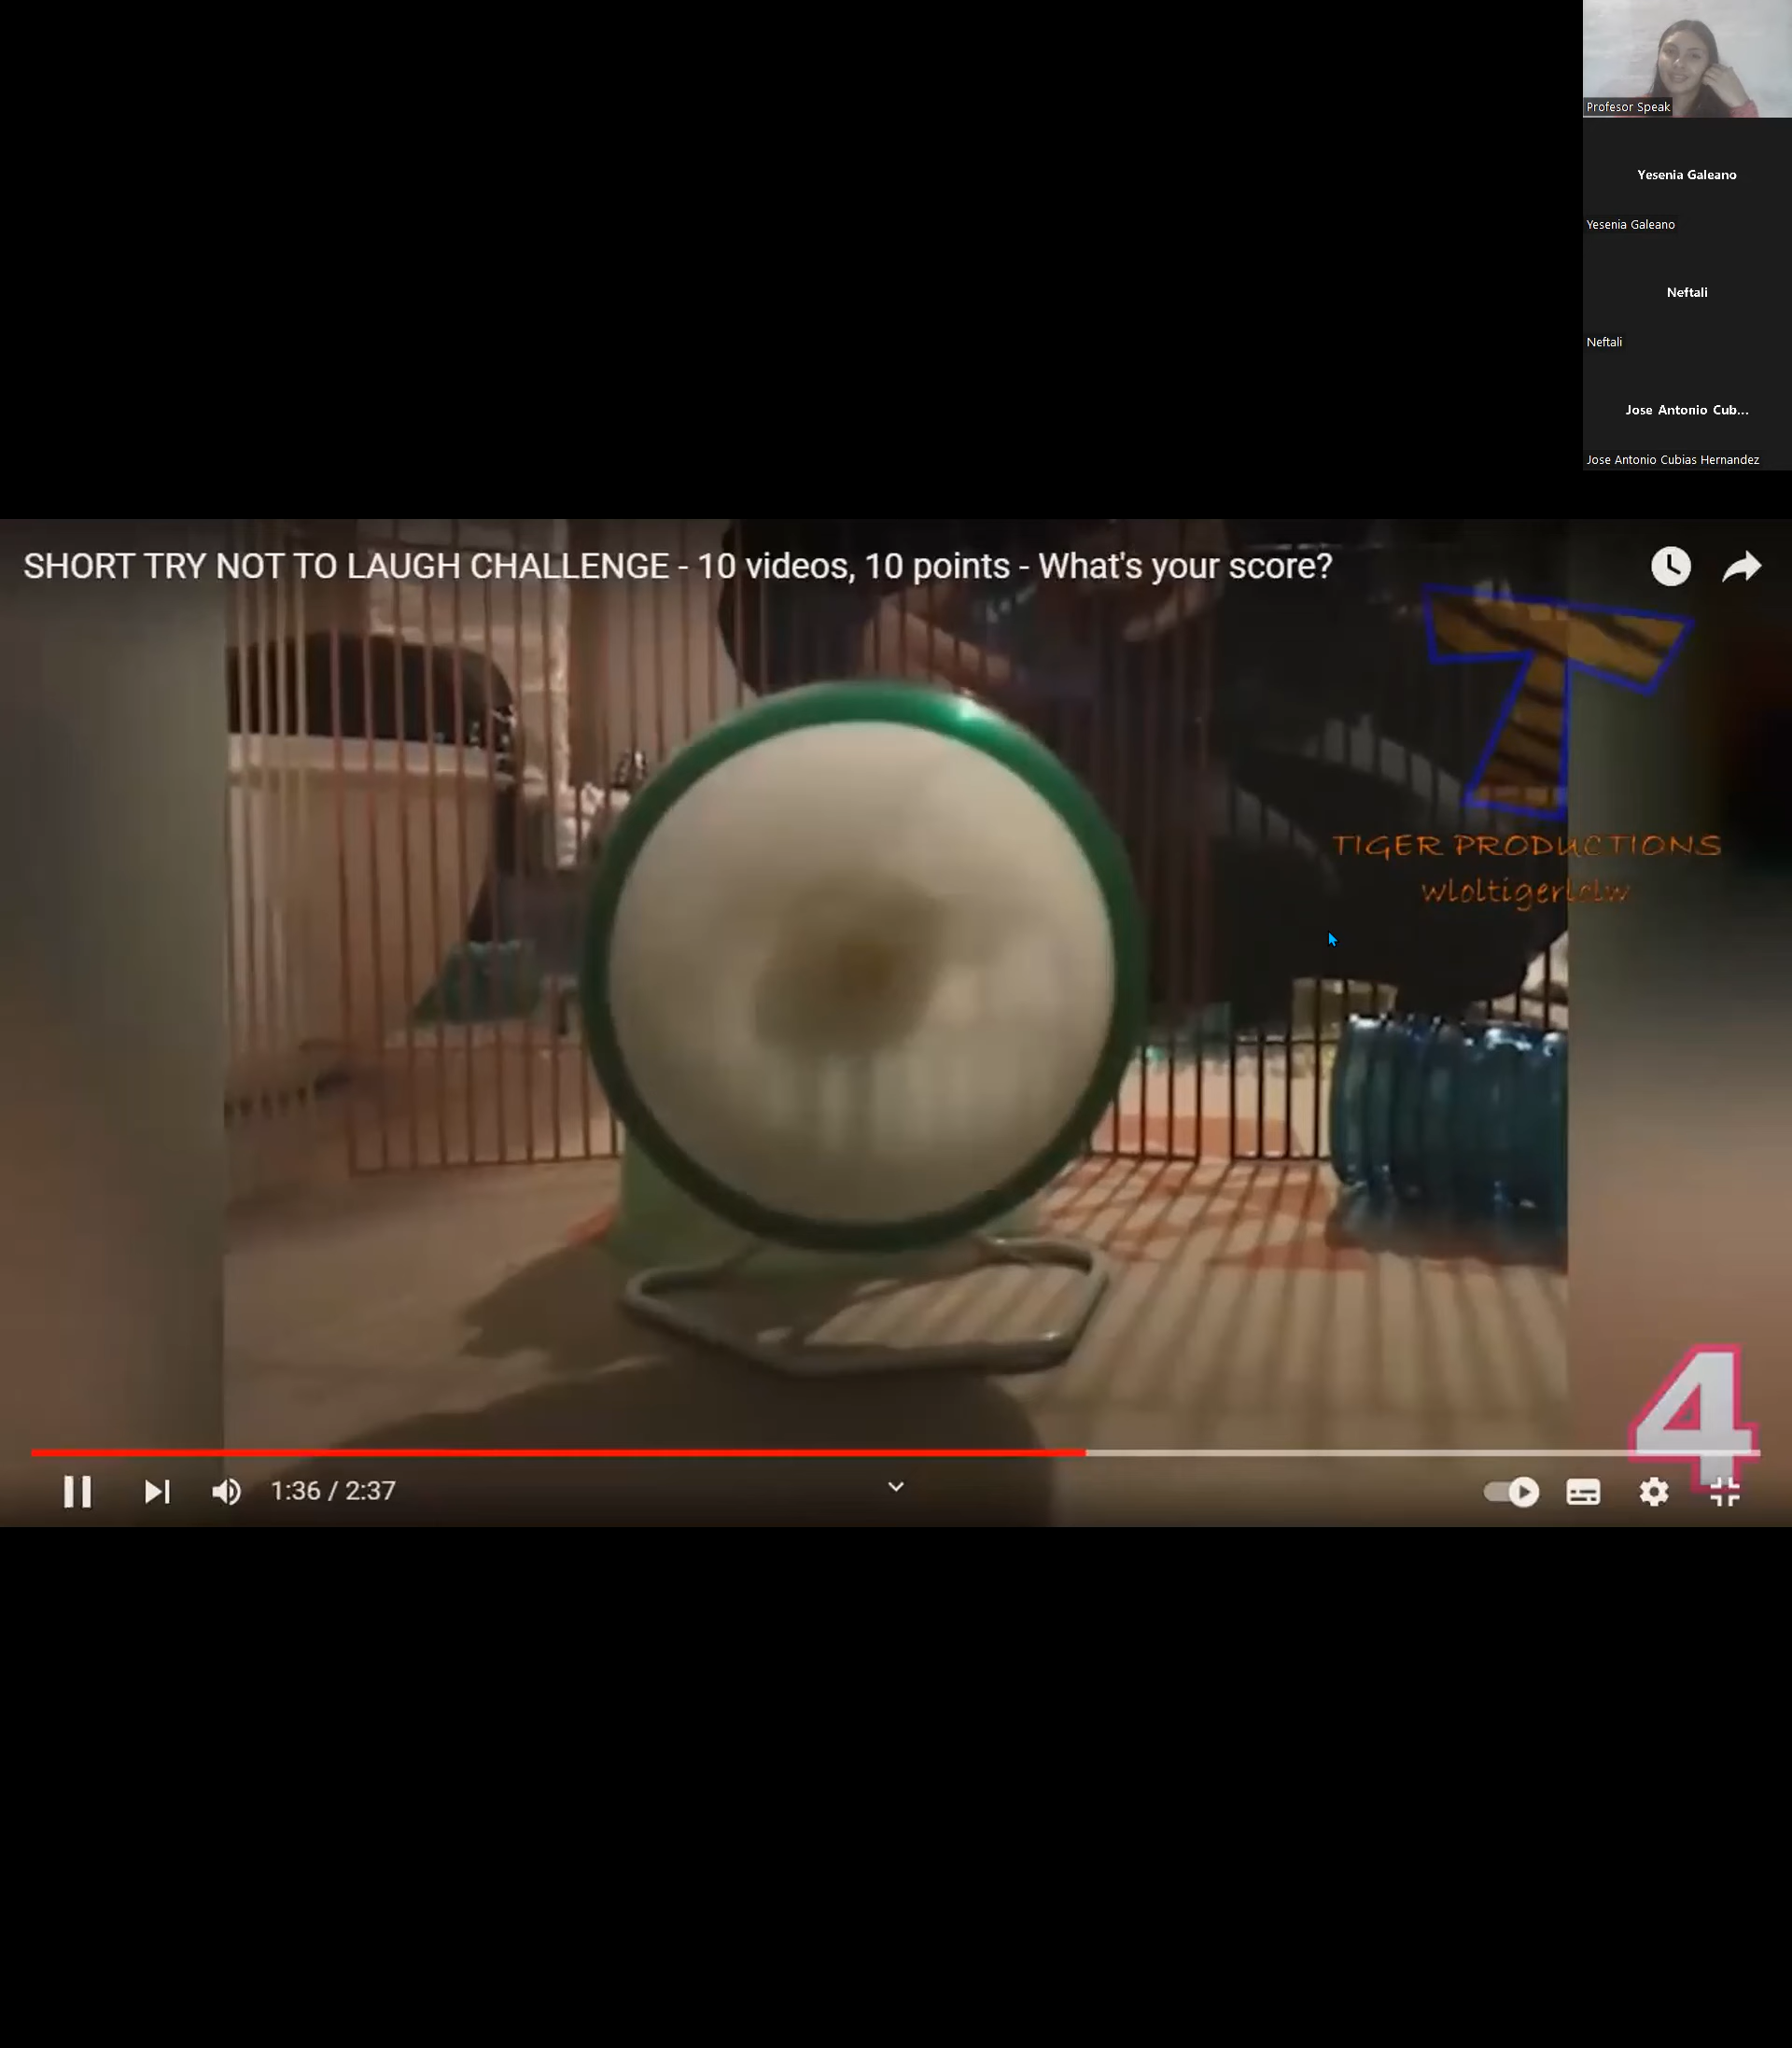 Profesor Speak
Yesenia Galeano
Yesenia Galeano
Neftali
Neftali
Jose Antonio Cub...
Jose Antonio Cubias Hernandez
SHORT TRY NOT TO LAUGH CHALLENGE - 10 videos, 10 points - What's your score?
T
TIGER PRODUCTIONS
wloltigerlolw
4
1:36 / 2:37